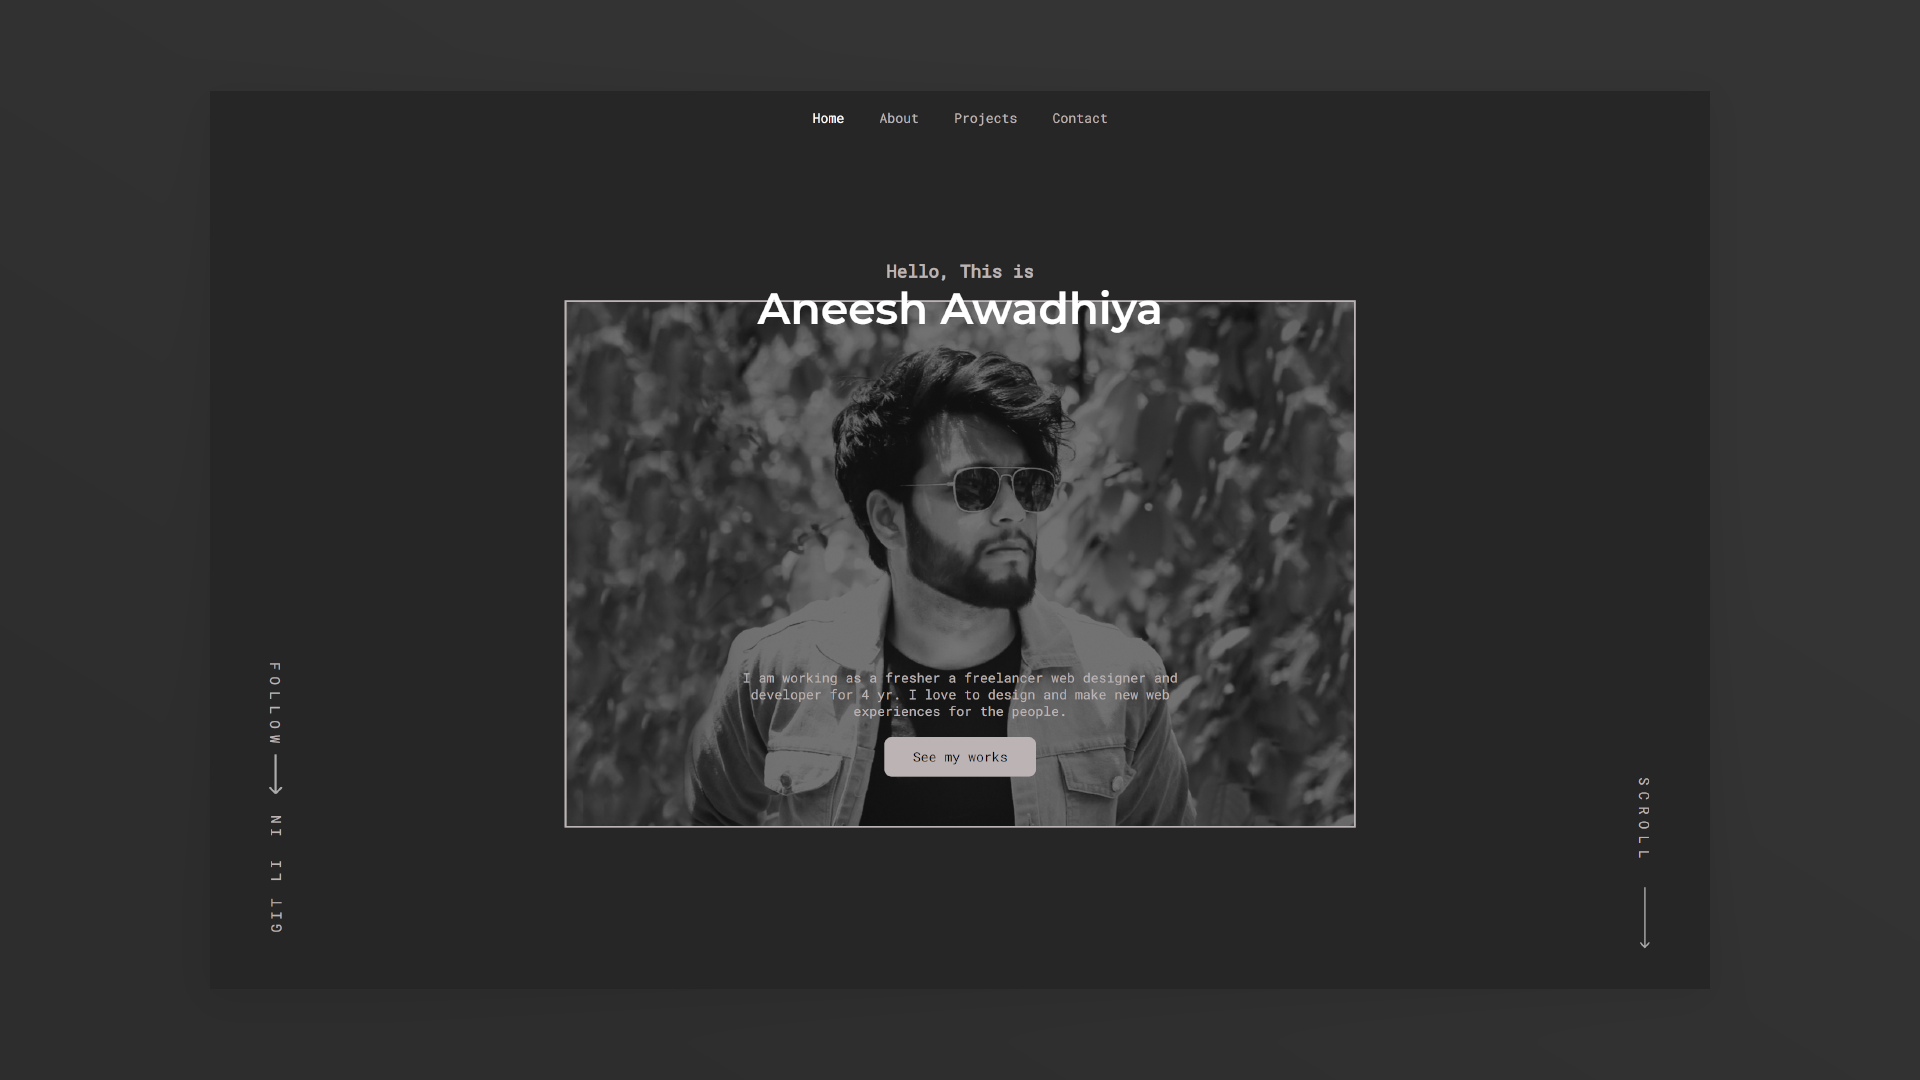 Home About Projects Contact
Hello, This is
Aneesh Awadhiya
I am working as a fresher a freelancer web designer and
developer for 4 yr. I love to design and make new web
experiences for the people.
See my works
FOLLOW
IN
LI
GIT
SCROLL